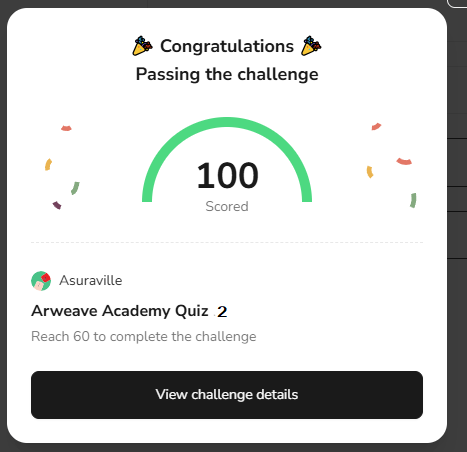 Congratulations
Passing the challenge
100
Scored
Asuraville
Arweave Academy Quiz 2
Reach 60 to complete the challenge
View challenge details